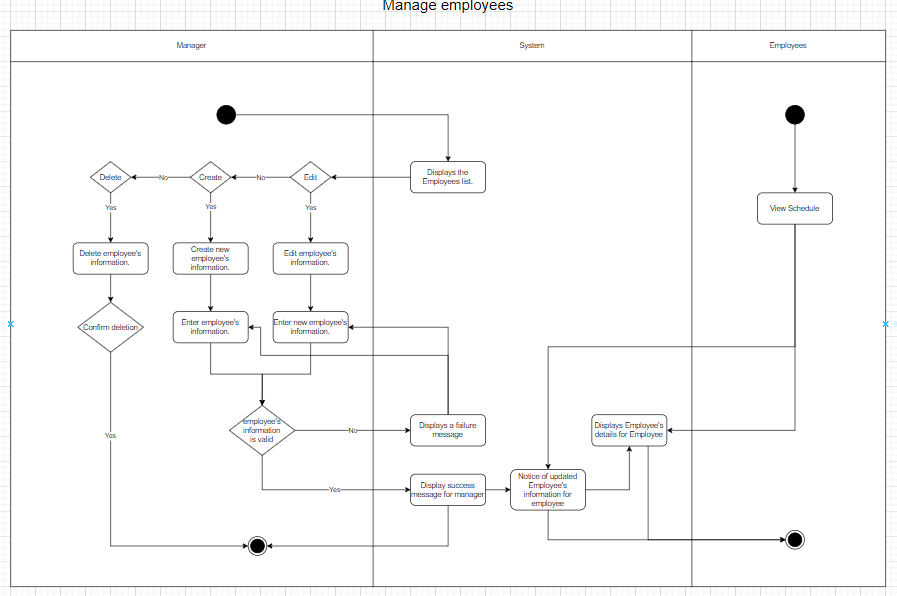 Manage employees
Manager
System
Employees
Displays the
Employees list.
Delete
No
Create
No
Edit
Yes
Yes
Yes
View Schedule
Delete employee's
information.
Create new
employee's
information.
Edit employee's
information.
Confirm deletion
Enter employee's
information.
Enter new employee's
information.
employee's
information
is valid
No
Displays a failure
message
Displays Employee's
details for Employee
Yes
Yes
Display success
message for manager
Notice of updated
Employee's
information for
employee